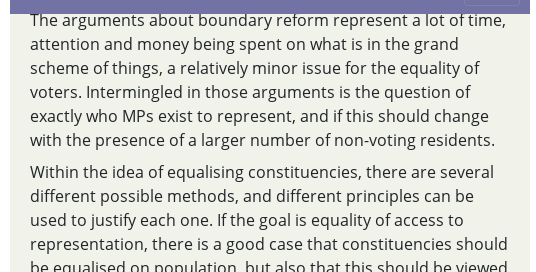 The arguments about boundary reform represent a lot of time,
attention and money being spent on what is in the grand
scheme of things, a relatively minor issue for the equality of
voters. Intermingled in those arguments is the question of
exactly who MPs exist to represent, and if this should change
with the presence of a larger number of non-voting residents.
Within the idea of equalising constituencies, there are several
different possible methods, and different principles can be
used to justify each one. If the goal is equality of access to
representation, there is a good case that constituencies should
be equalised on population, but also that this should be viewed